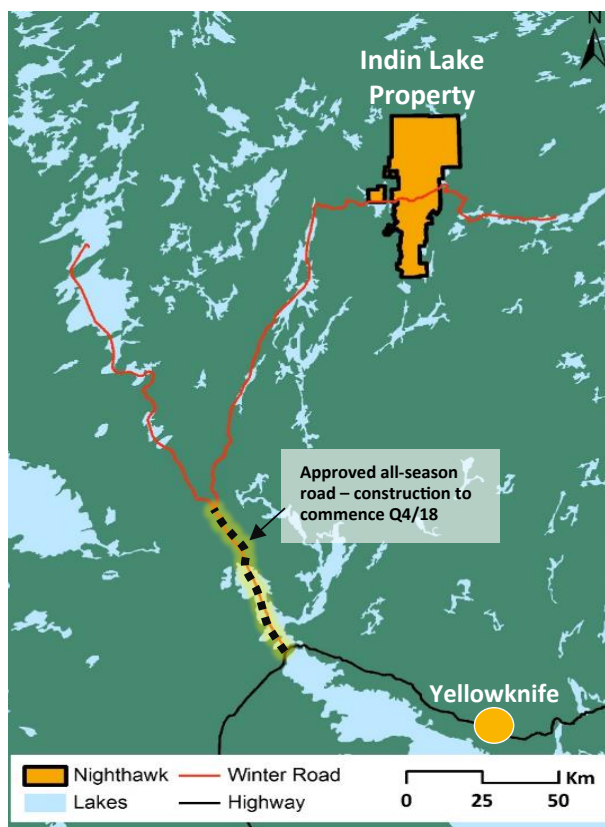 N
Indin Lake
Property
Approved all-season
road – construction to
commence Q4/18
Yellowknife
Nighthawk
Winter Road
Km
Lakes
Highway
0 25 50